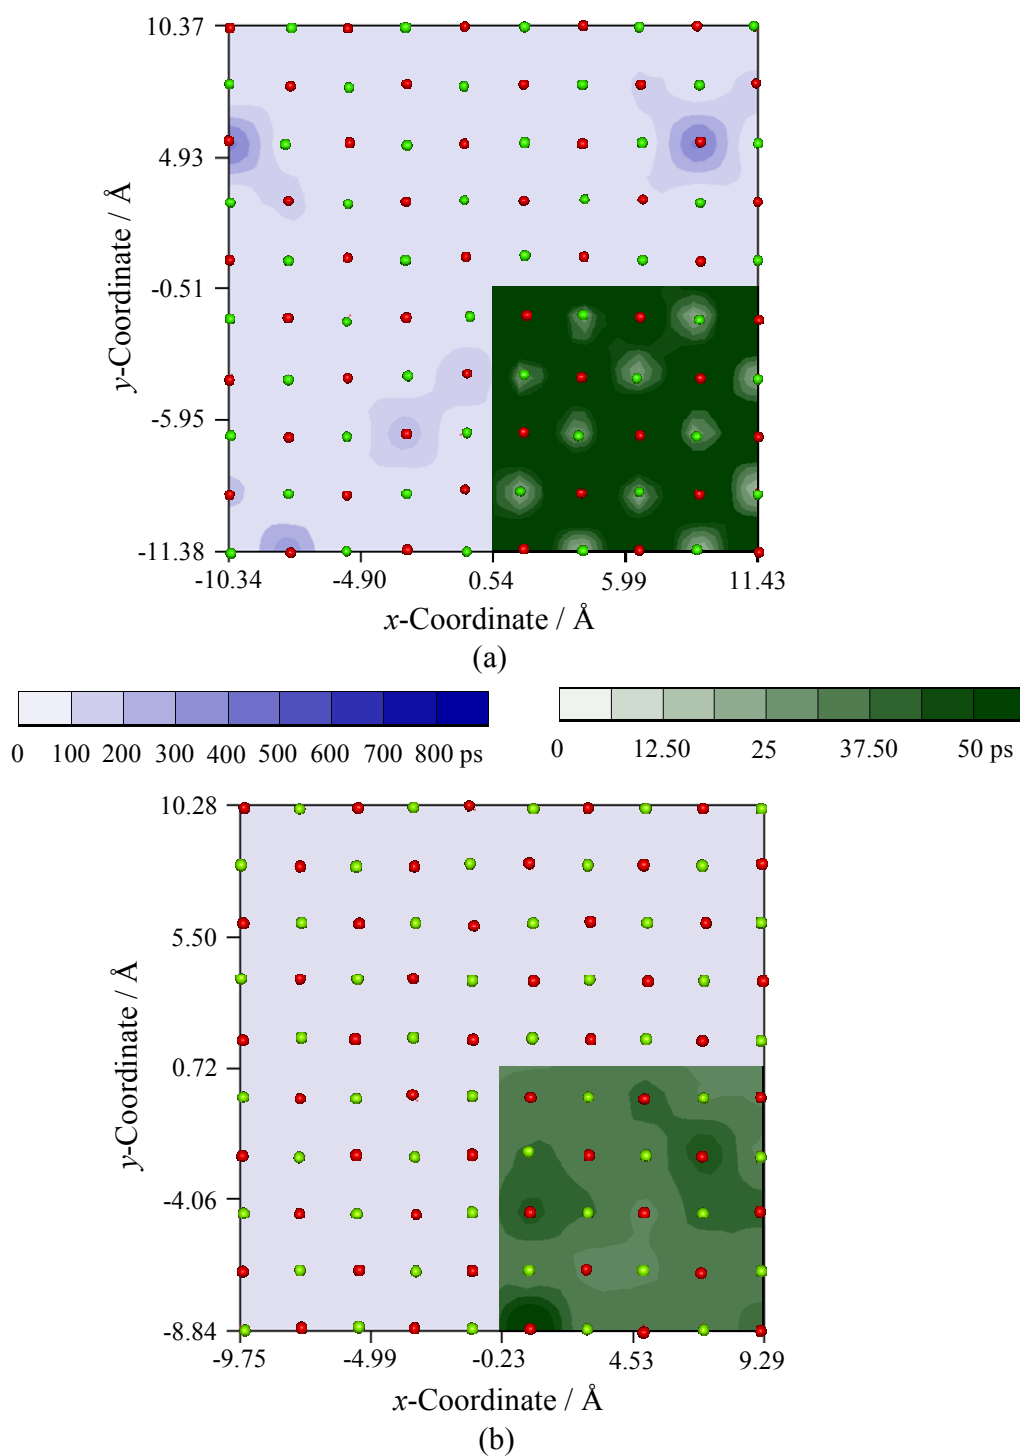 10.37
4.93
-0.51
-5.95
-11.38
y-Coordinate / Å
-10.34 -4.90 0.54 5.99 11.43
x-Coordinate / Å
(a)
0 100 200 300 400 500 600 700 800 ps
0 12.50 25 37.50 50 ps
10.28
5.50
0.72
-4.06
-8.84
y-Coordinate / Å
-9.75 -4.99 -0.23 4.53 9.29
x-Coordinate / Å
(b)